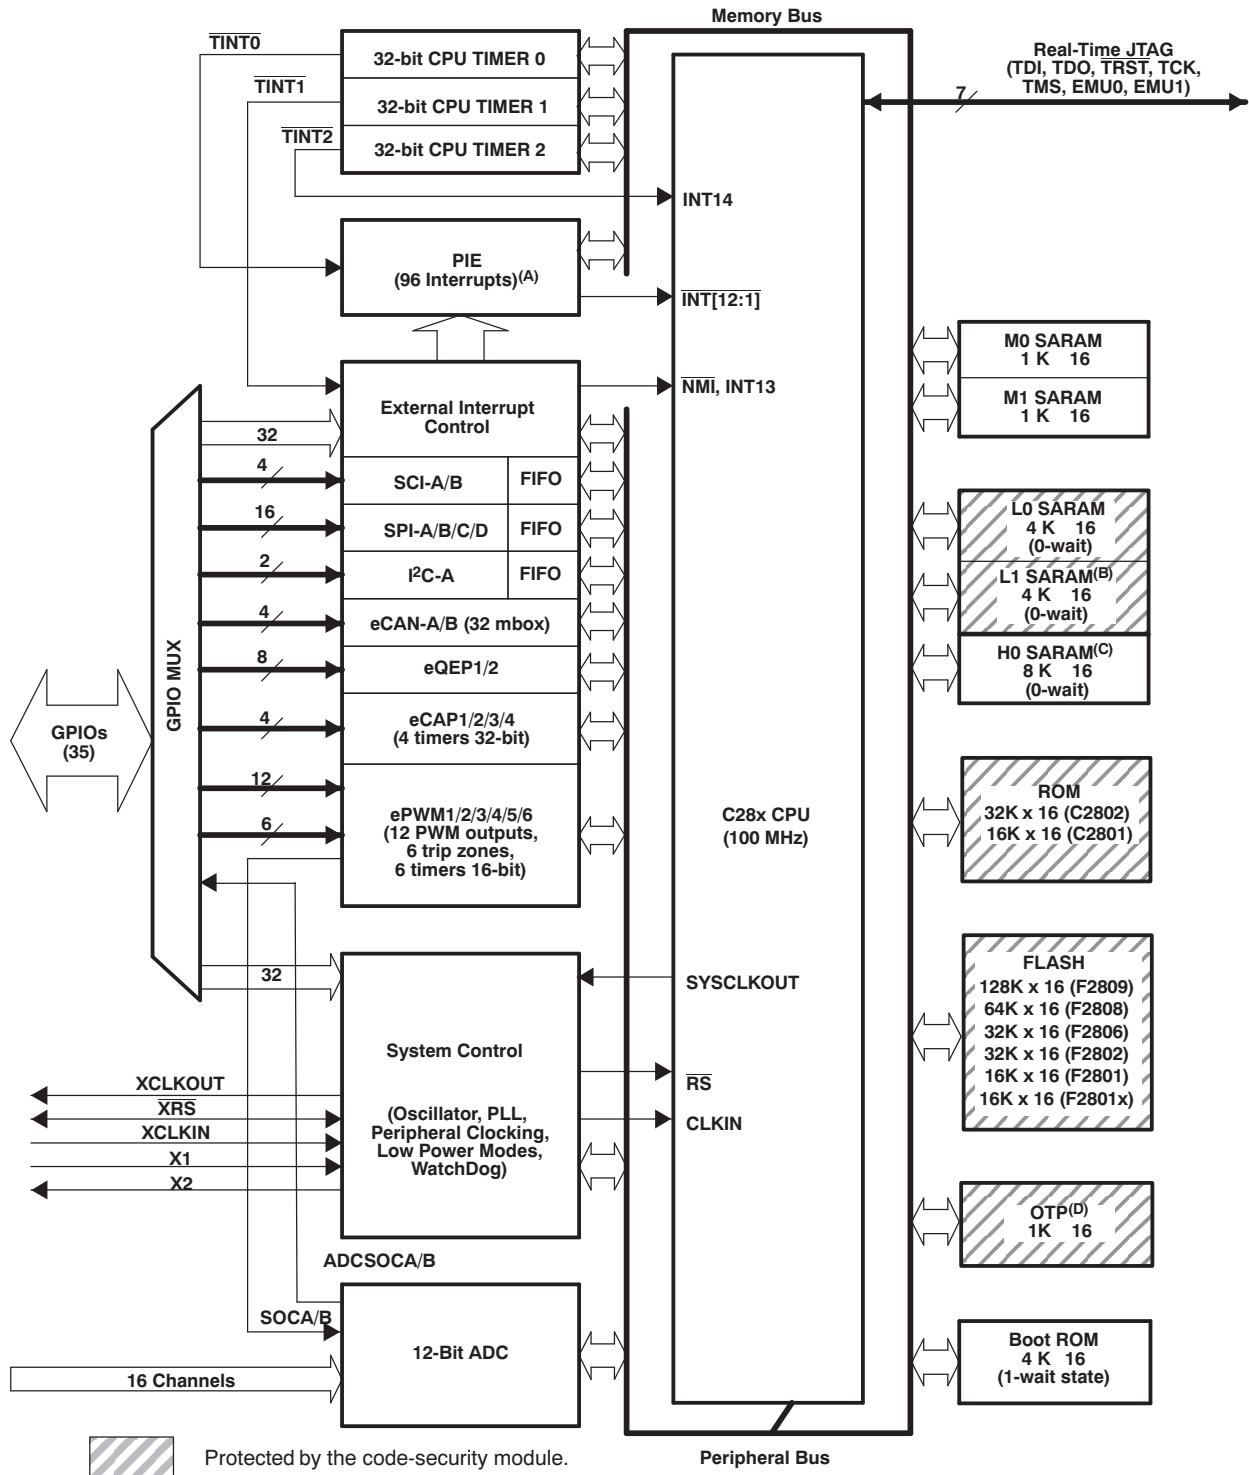 Memory Bus
TINT0
32-bit CPU TIMER 0
Real-Time JTAG
(TDI, TDO, TRST, TCK,
TMS, EMU0, EMU1)
7
TINT1
32-bit CPU TIMER 1
TINT2
32-bit CPU TIMER 2
INT14
PIE
(96 Interrupts)(A)
INT[12:1]
M0 SARAM
1 K 16
M1 SARAM
1 K 16
External Interrupt
Control
NMI, INT13
32
4
SCI-A/B
FIFO
16
SPI-A/B/C/D
FIFO
2
I2C-A
FIFO
4
eCAN-A/B (32 mbox)
8
eQEP1/2
4
eCAP1/2/3/4
(4 timers 32-bit)
12
6
ePWM1/2/3/4/5/6
(12 PWM outputs,
6 trip zones,
6 timers 16-bit)
GPIO MUX
GPIOs
(35)
L0 SARAM
4 K 16
(0-wait)
L1 SARAM(B)
4 K 16
(0-wait)
H0 SARAM(C)
8 K 16
(0-wait)
C28x CPU
(100 MHz)
ROM
32K x 16 (C2802)
16K x 16 (C2801)
FLASH
128K x 16 (F2809)
64K x 16 (F2808)
32K x 16 (F2806)
32K x 16 (F2802)
16K x 16 (F2801)
16K x 16 (F2801x)
32
SYSCLKOUT
System Control
(Oscillator, PLL,
Peripheral Clocking,
Low Power Modes,
WatchDog)
RS
CLKIN
XCLKOUT
XRS
XCLKIN
X1
X2
OTP(D)
1K 16
ADCSOCA/B
SOCA/B
12-Bit ADC
16 Channels
Boot ROM
4 K 16
(1-wait state)
Protected by the code-security module.
Peripheral Bus